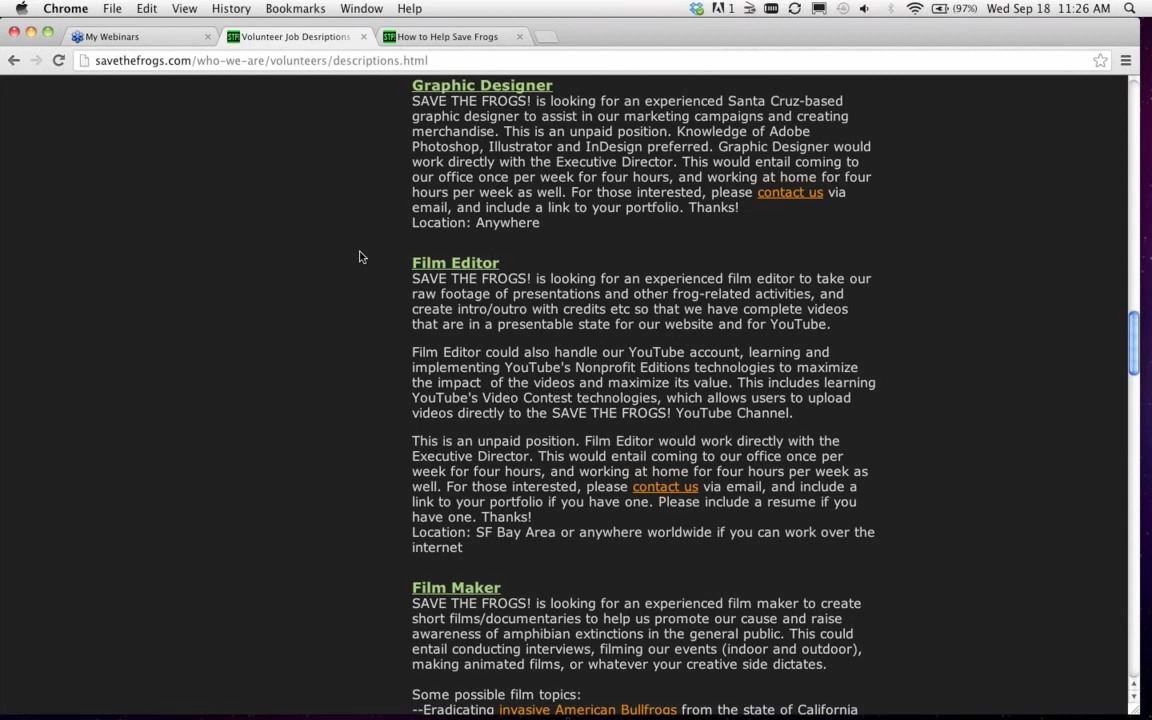 Chrome File Edit View History Bookmarks Window Help 1 (97%) Wed Sep 18 11:26 AM
My Webinars Volunteer Job Desriptions How to Help Save Frogs
savethefrogs.com/who-we-are/volunteers/descriptions.html
Graphic Designer
SAVE THE FROGS! is looking for an experienced Santa Cruz-based
graphic designer to assist in our marketing campaigns and creating
merchandise. This is an unpaid position. Knowledge of Adobe
Photoshop, Illustrator and InDesign preferred. Graphic Designer would
work directly with the Executive Director. This would entail coming to
our office once per week for four hours, and working at home for four
hours per week as well. For those interested, please contact us via
email, and include a link to your portfolio. Thanks!
Location: Anywhere
Film Editor
SAVE THE FROGS! is looking for an experienced film editor to take our
raw footage of presentations and other frog-related activities, and
create intro/outro with credits etc so that we have complete videos
that are in a presentable state for our website and for YouTube.
Film Editor could also handle our YouTube account, learning and
implementing YouTube's Nonprofit Editions technologies to maximize
the impact of the videos and maximize its value. This includes learning
YouTube's Video Contest technologies, which allows users to upload
videos directly to the SAVE THE FROGS! YouTube Channel.
This is an unpaid position. Film Editor would work directly with the
Executive Director. This would entail coming to our office once per
week for four hours, and working at home for four hours per week as
well. For those interested, please contact us via email, and include a
link to your portfolio if you have one. Please include a resume if you
have one. Thanks!
Location: SF Bay Area or anywhere worldwide if you can work over the
internet
Film Maker
SAVE THE FROGS! is looking for an experienced film maker to create
short films/documentaries to help us promote our cause and raise
awareness of amphibian extinctions in the general public. This could
entail conducting interviews, filming our events (indoor and outdoor),
making animated films, or whatever your creative side dictates.
Some possible film topics:
--Eradicating invasive American Bullfrogs from the state of California